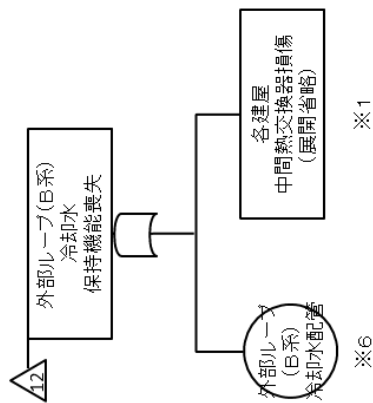 12
外部ループ(B系)
冷却水
保持機能喪失
外部ループ
(B系)
冷却水配管
※6
各建屋
中間熱交換器損傷
(展開省略)
※1